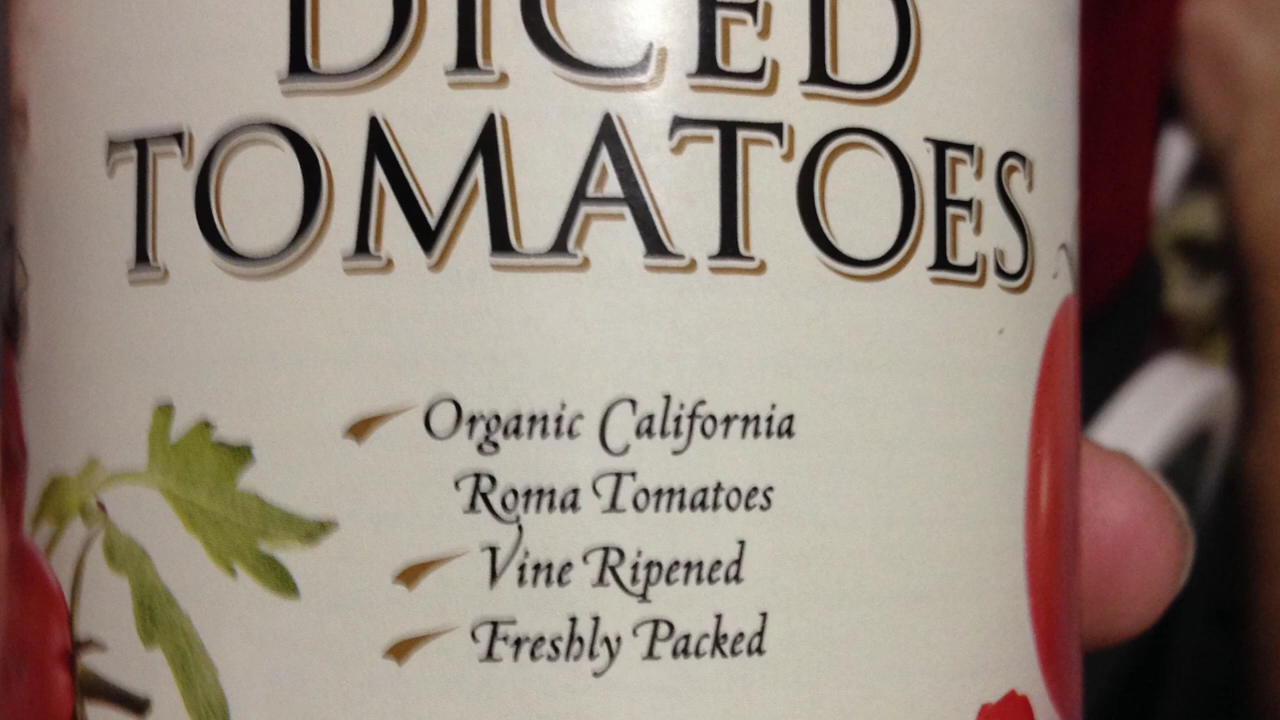 DICED
TOMATOES
Organic California
Roma Tomatoes
Vine Ripened
Freshly Packed